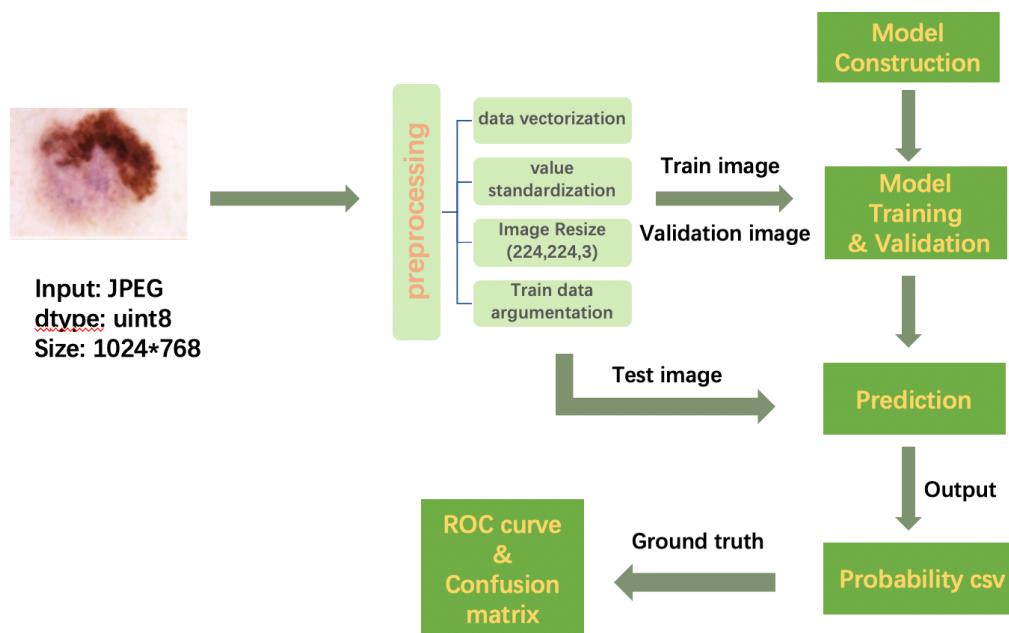 Input: JPEG
dtype: uint8
Size: 1024*768
preprocessing
data vectorization
value
standardization
Image Resize
(224,224,3)
Train data
argumentation
Train image
Validation image
Test image
Model
Construction
Model
Training
& Validation
Prediction
Output
Probability csv
Ground truth
ROC curve
&
Confusion
matrix